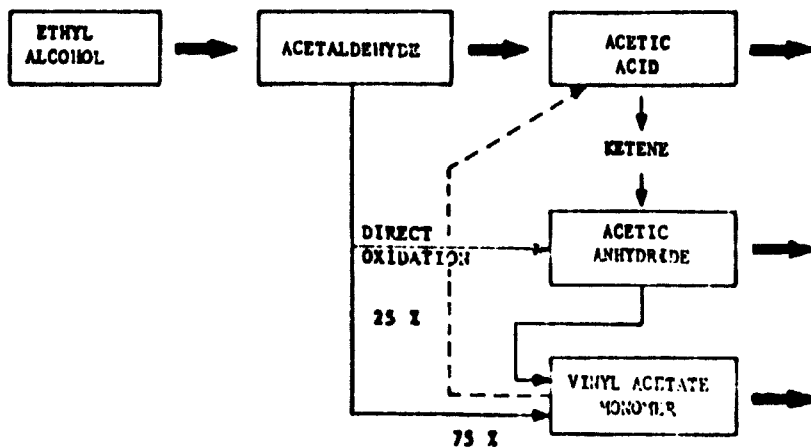 ETHYL
ALCOHOL
ACETALDEHYDE
ACETIC
ACID
KETENE
DIRECT
OXIDATION
ACETIC
ANHYDRIDE
25 %
VINYL ACETATE
MONOMER
75 %